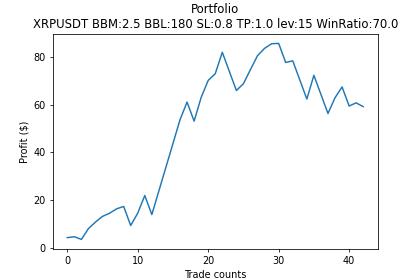 Portfolio
XRPUSDT BBM:2.5 BBL:180 SL:0.8 TP:1.0 lev:15 WinRatio:70.0
Profit ($)
80
60
40
20
0
0 10 20 30 40
Trade counts